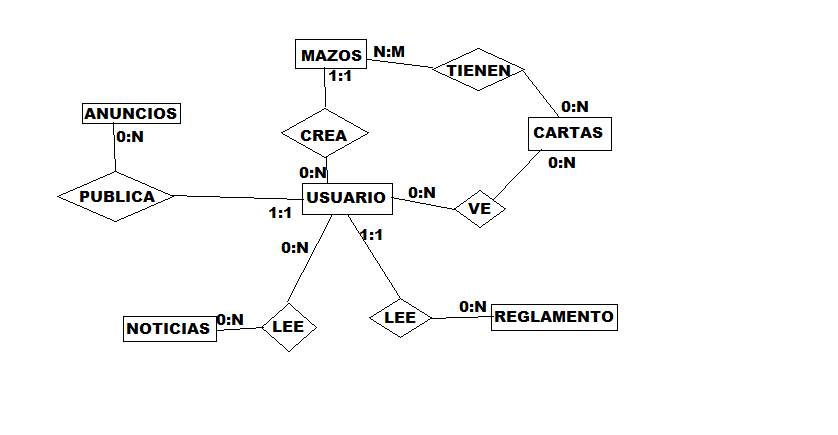 MAZOS
N:M
1:1
TIENEN
0:N
CARTAS
0:N
ANUNCIOS
0:N
CREA
0:N
PUBLICA
1:1
USUARIO
0:N
VE
0:N
1:1
NOTICIAS
0:N
LEE
LEE
0:N
REGLAMENTO